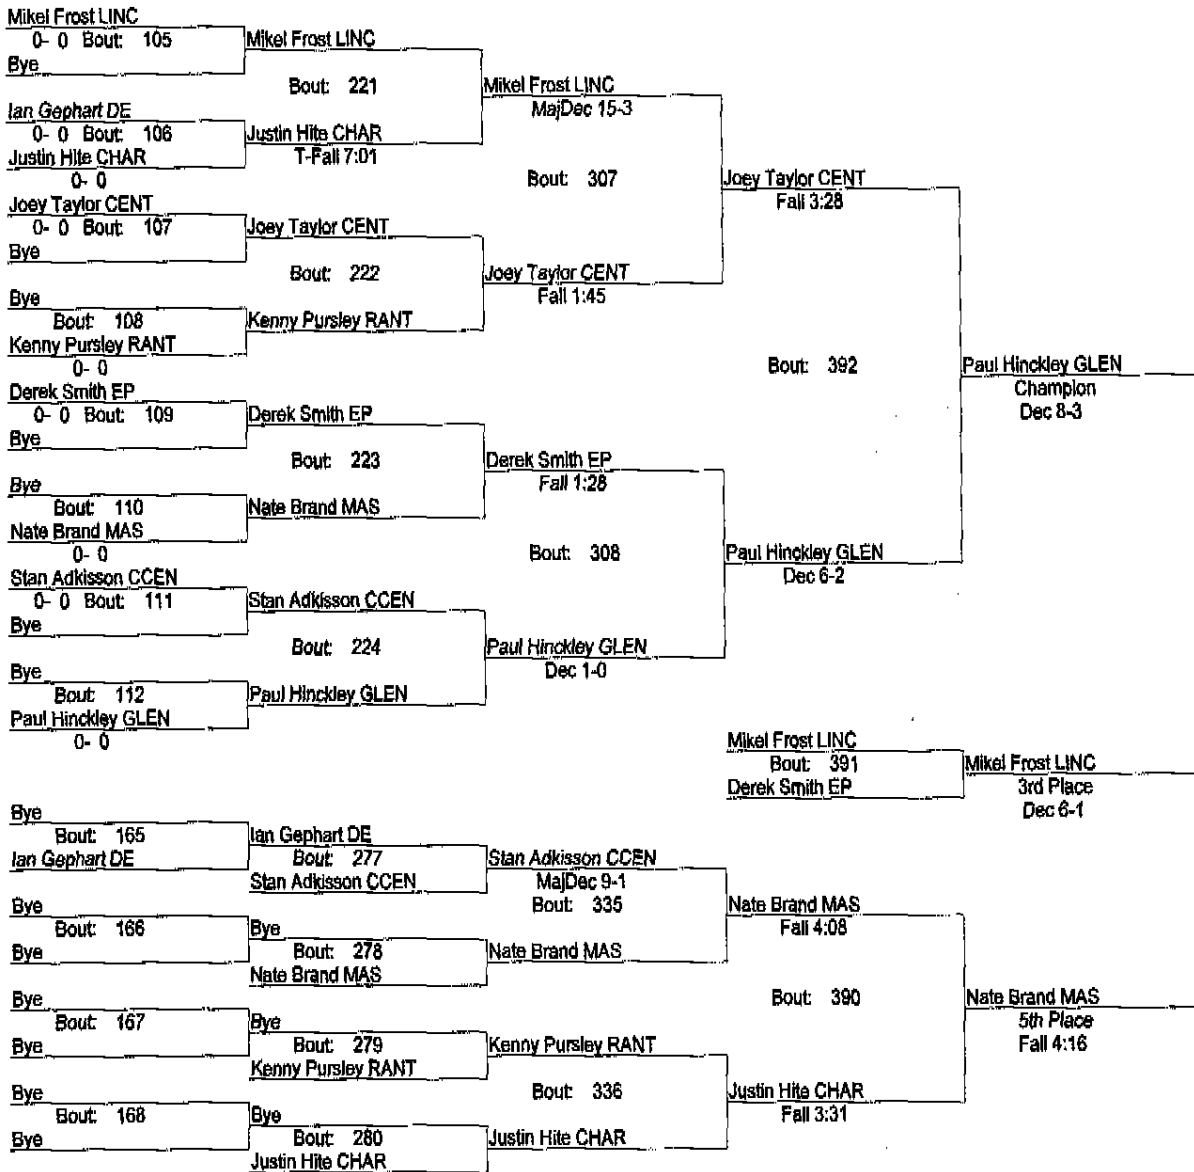 Mikel Frost LINC
0- 0 Bout: 105
Bye
Mikel Frost LINC
Bout: 221
Ian Gephart DE
0- 0 Bout: 106
Justin Hite CHAR
0- 0
Justin Hite CHAR
T-Fall 7:01
Mikel Frost LINC
MajDec 15-3
Bout: 307
Joey Taylor CENT
0- 0 Bout: 107
Bye
Joey Taylor CENT
Bout: 222
Bye
Bout: 108
Kenny Pursley RANT
0- 0
Kenny Pursley RANT
Joey Taylor CENT
Fall 1:45
Joey Taylor CENT
Fall 3:28
Bout: 392
Derek Smith EP
0- 0 Bout: 109
Bye
Derek Smith EP
Bout: 223
Bye
Bout: 110
Nate Brand MAS
0- 0
Nate Brand MAS
Derek Smith EP
Fall 1:28
Bout: 308
Stan Adkisson CCEN
0- 0 Bout: 111
Bye
Stan Adkisson CCEN
Bout: 224
Bye
Bout: 112
Paul Hinckley GLEN
0- 0
Paul Hinckley GLEN
Paul Hinckley GLEN
Dec 1-0
Paul Hinckley GLEN
Dec 6-2
Paul Hinckley GLEN
Champion
Dec 8-3
Mikel Frost LINC
Bout: 391
Derek Smith EP
Mikel Frost LINC
3rd Place
Dec 6-1
Bye
Bout: 165
Ian Gephart DE
Ian Gephart DE
Bout: 277
Stan Adkisson CCEN
Stan Adkisson CCEN
MajDec 9-1
Bout: 335
Bye
Bout: 166
Bye
Bye
Bout: 278
Nate Brand MAS
Nate Brand MAS
Nate Brand MAS
Fall 4:08
Bout: 390
Bye
Bout: 167
Bye
Bye
Bout: 279
Kenny Pursley RANT
Kenny Pursley RANT
Bout: 336
Bye
Bout: 168
Bye
Bye
Bout: 280
Justin Hite CHAR
Justin Hite CHAR
Justin Hite CHAR
Fall 3:31
Nate Brand MAS
5th Place
Fall 4:16